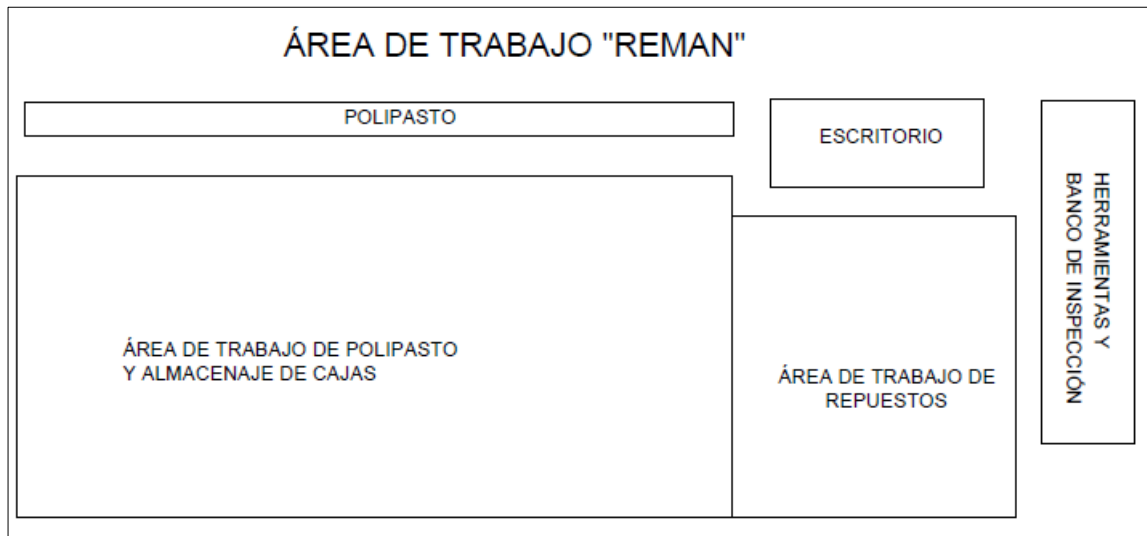 ÁREA DE TRABAJO "REMAN"
POLIPASTO
ESCRITORIO
HERRAMIENTAS Y
BANCO DE INSPECCIÓN
ÁREA DE TRABAJO DE POLIPASTO
Y ALMACENAJE DE CAJAS
ÁREA DE TRABAJO DE
REPUESTOS